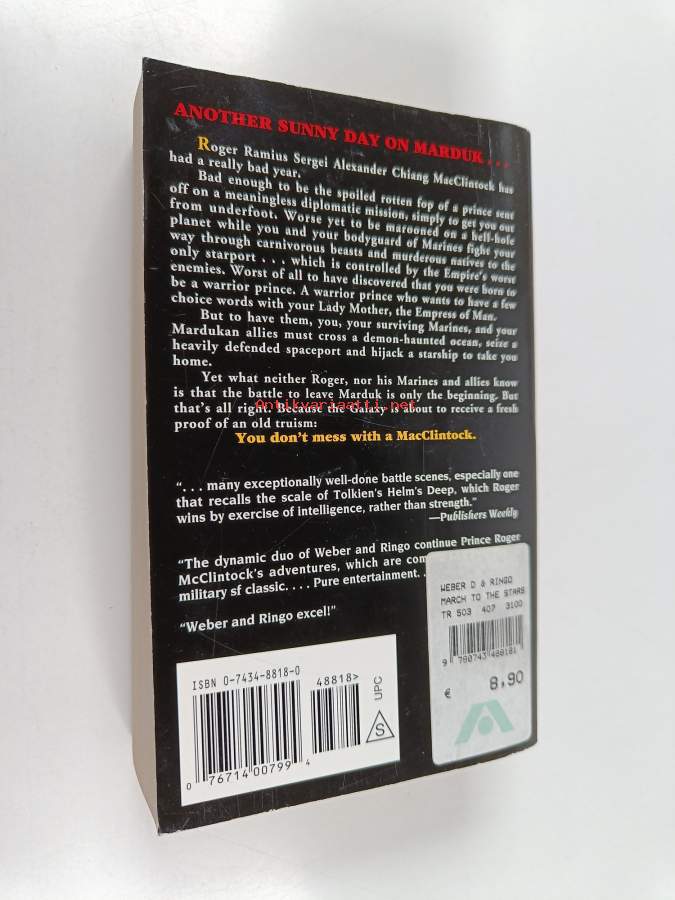 ANOTHER SUNNY DAY ON MARDUK . . .
Roger Ramius Sergei Alexander Chiang MacClintock has
had a really bad year.
Bad enough to be the spoiled rotten fop of a prince sent
off on a meaningless diplomatic mission, simply to get you out
from underfoot. Worse yet to be marooned on a hell-hole
planet while you and your bodyguard of Marines fight your
way through carnivorous beasts and murderous natives to the
only starport . . . which is controlled by the Empire's worst
enemies. Worst of all to have discovered that you were born to
be a warrior prince. A warrior prince who wants to have a few
choice words with your Lady Mother, the Empress of Man.
But to have them, you, your surviving Marines, and your
Mardukan allies must cross a demon-haunted ocean, seize a
heavily defended spaceport and hijack a starship to take you
home.
Yet what neither Roger, nor his Marines and allies know
is that the battle to leave Marduk is only the beginning. But
that's all right. Because the Galaxy is about to receive a fresh
Antikvariaatti.net
proof of an old truism:
You don't mess with a MacClintock.
". . . many exceptionally well-done battle scenes, especially one
that recalls the scale of Tolkien's Helm's Deep, which Roger
wins by exercise of intelligence, rather than strength."
—Publishers Weekly
"The dynamic duo of Weber and Ringo continue Prince Roger
McClintock's adventures, which are
military sf classic. . . . Pure entertainment.
"Weber and Ringo excel!"
WEBER D & RINGO
MARCH TO THE STARS
TR 503 407 3100
9 780743 488181
€ 8,90
ISBN 0-7434-8818-0
48818>
UPC
S
0 76714 00799 4